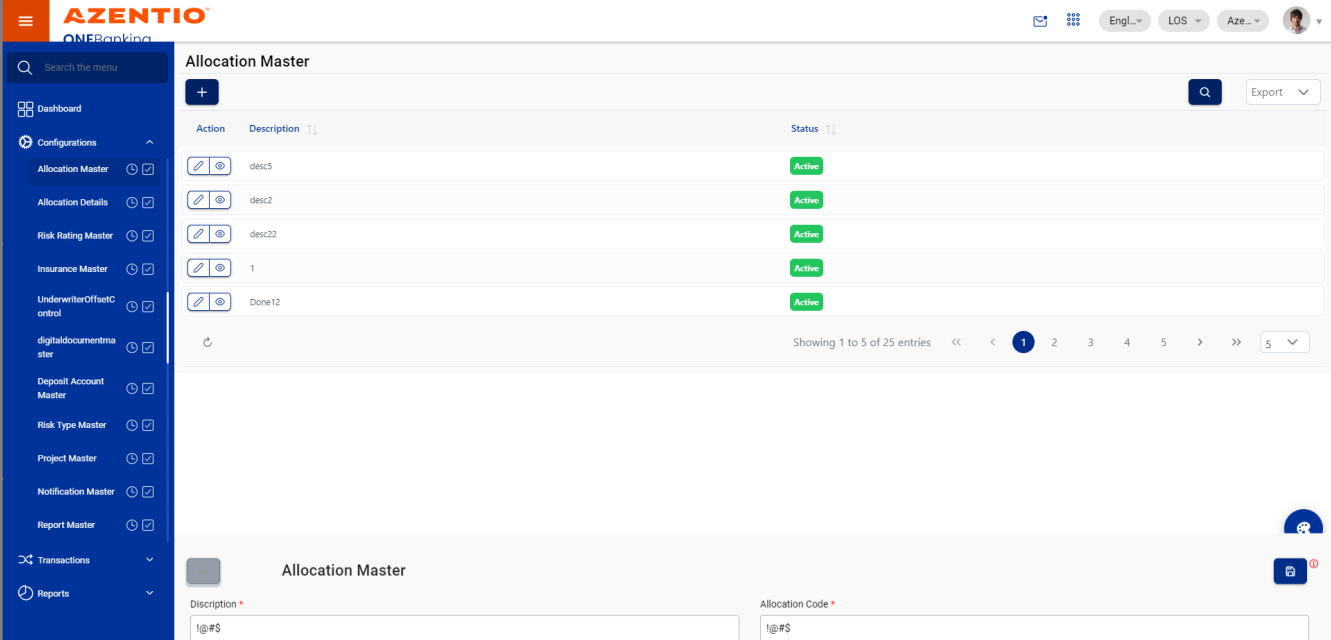 AZENTIO
ONEBanking
Engl...
LOS
Aze...
Search the menu
Dashboard
Configurations
Allocation Master
Allocation Details
Risk Rating Master
Insurance Master
UnderwriterOffsetC
ontrol
digitaldocumentma
ster
Deposit Account
Master
Risk Type Master
Project Master
Notification Master
Report Master
Transactions
Reports
Allocation Master
+
Export
Action Description Status
desc5 Active
desc2 Active
desc22 Active
1 Active
Done12 Active
Showing 1 to 5 of 25 entries << < 1 2 3 4 5 > >> 5
Allocation Master
Discription * Allocation Code *
!@#$ !@#$